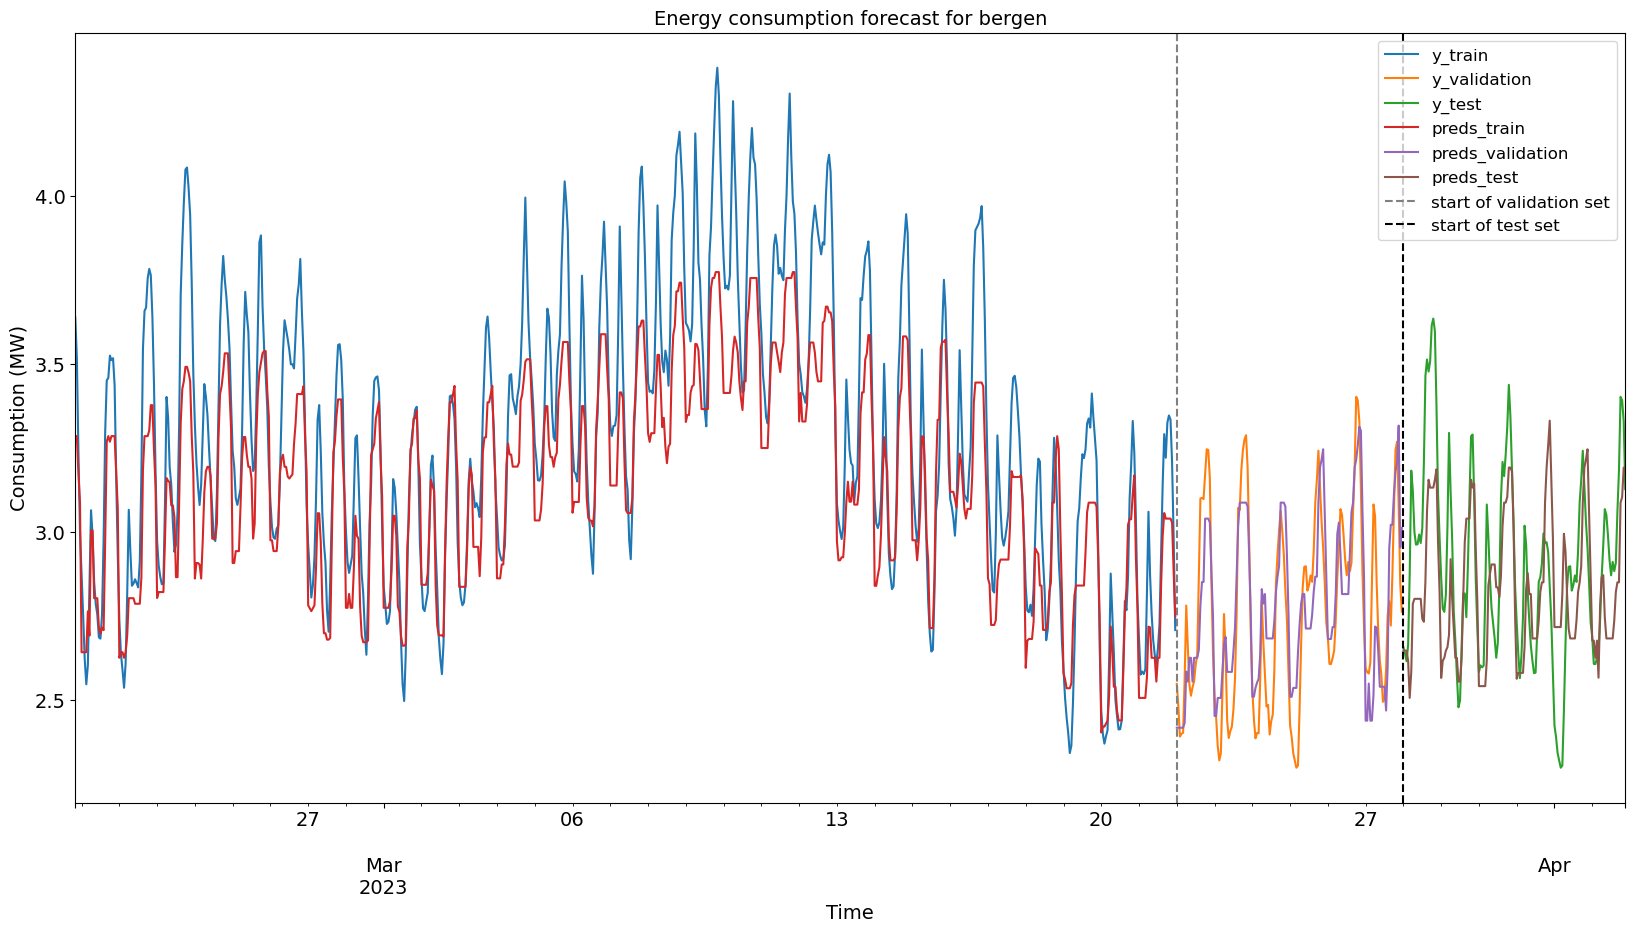 Energy consumption forecast for bergen
y_train
y_validation
y_test
preds_train
preds_validation
preds_test
start of validation set
start of test set
Consumption (MW)
4.0
3.5
3.0
2.5
27
06
13
20
27
Mar
2023
Apr
Time